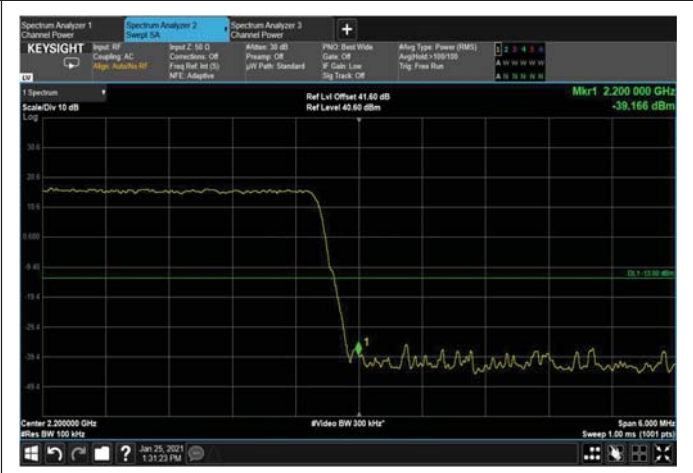 Spectrum Analyzer 1
Channel Power
Spectrum Analyzer 2
Swept SA
Spectrum Analyzer 3
Channel Power
+
KEYSIGHT
Input: RF
Coupling: AC
Align: Auto/No RF
Input Z: 50 Ω
Corrections: Off
Freq Ref: Int (S)
NFE: Adaptive
#Atten: 30 dB
Preamp: Off
µW Path: Standard
PNO: Best Wide
Gate: Off
IF Gain: Low
Sig Track: Off
#Avg Type: Power (RMS)
Avg|Hold:>100/100
Trig: Free Run
1 2 3 4 5 6
A W W W W W
A N N N N N
LV
1 Spectrum
Scale/Div 10 dB
Log
Ref Lvl Offset 41.60 dB
Ref Level 40.60 dBm
Mkr1 2.200 000 GHz
-39.166 dBm
30.6
20.6
10.6
0.600
-9.40
DL1 -13.00 dBm
-19.4
-29.4
1
-39.4
-49.4
Center 2.200000 GHz
#Res BW 100 kHz
#Video BW 300 kHz*
Span 6.000 MHz
Sweep 1.00 ms (1001 pts)
?
Jan 25, 2021
1:31:23 PM